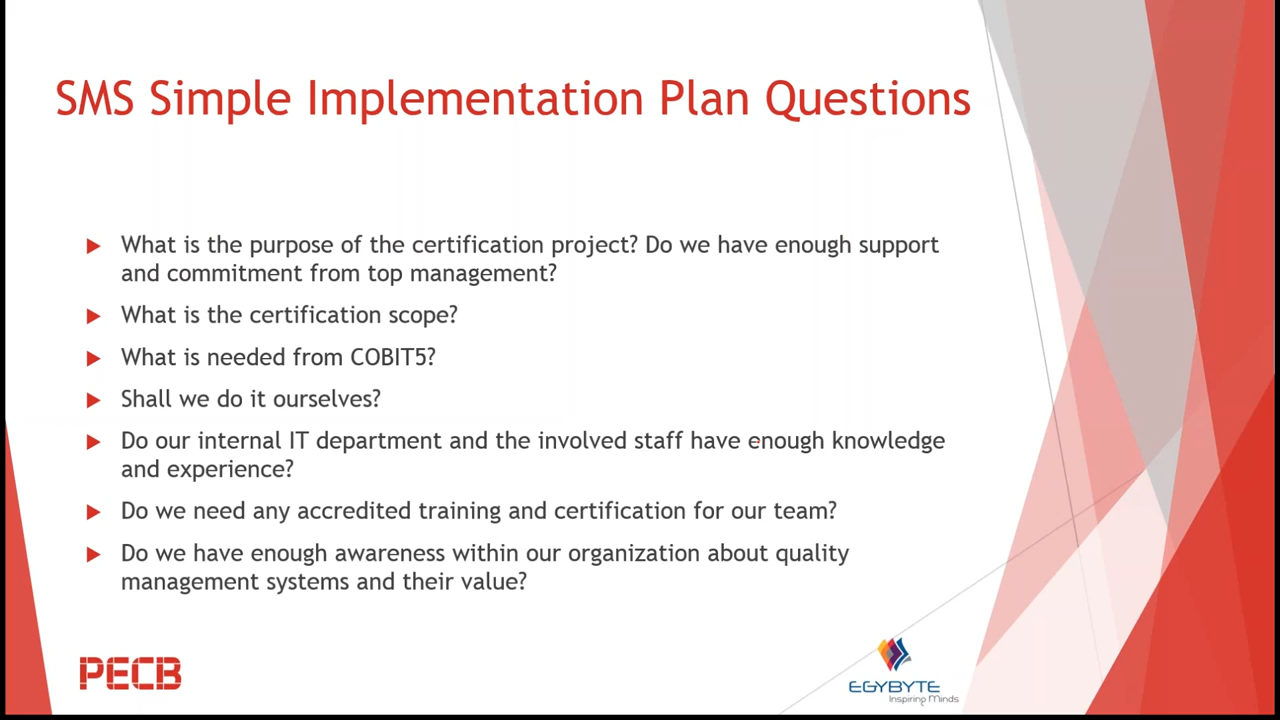 SMS Simple Implementation Plan Questions
What is the purpose of the certification project? Do we have enough support
and commitment from top management?
What is the certification scope?
What is needed from COBIT5?
Shall we do it ourselves?
Do our internal IT department and the involved staff have enough knowledge
and experience?
Do we need any accredited training and certification for our team?
Do we have enough awareness within our organization about quality
management systems and their value?
PECB
EGYBYTE
Inspiring Minds